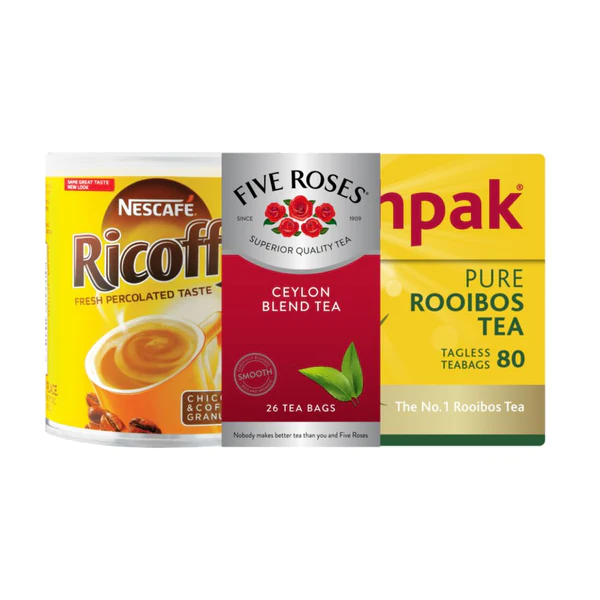 SAME GREAT TASTE
NEW LOOK
NESCAFÉ
Ricoff
FRESH PERCOLATED TASTE
CHICO
& COF
GRANU
FIVE ROSES®
SINCE 1909
SUPERIOR QUALITY TEA
CEYLON
BLEND TEA
SMOOTH
26 TEA BAGS
Nobody makes better tea than you and Five Roses
npak®
PURE
ROOIBOS
TEA
TAGLESS
TEABAGS 80
The No.1 Rooibos Tea